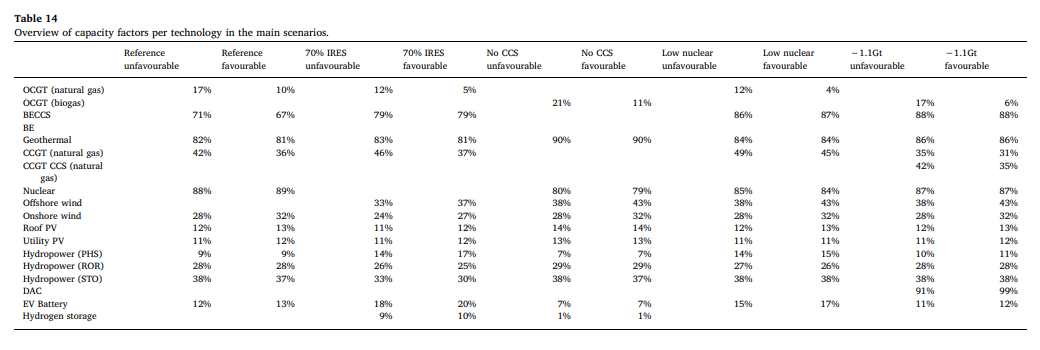 Table 14
Overview of capacity factors per technology in the main scenarios.
Reference Reference 70% IRES 70% IRES No CCS No CCS Low nuclear Low nuclear −1.1Gt −1.1Gt
unfavourable favourable unfavourable favourable unfavourable favourable unfavourable favourable unfavourable favourable
OCGT (natural gas) 17% 10% 12% 5% 12% 4%
OCGT (biogas) 21% 11% 17% 6%
BECCS 71% 67% 79% 79% 86% 87% 88% 88%
BE
Geothermal 82% 81% 83% 81% 90% 90% 84% 84% 86% 86%
CCGT (natural gas) 42% 36% 46% 37% 49% 45% 35% 31%
CCGT CCS (natural 42% 35%
gas)
Nuclear 88% 89% 80% 79% 85% 84% 87% 87%
Offshore wind 33% 37% 38% 43% 38% 43% 38% 43%
Onshore wind 28% 32% 24% 27% 28% 32% 28% 32% 28% 32%
Roof PV 12% 13% 11% 12% 14% 14% 12% 13% 12% 13%
Utility PV 11% 12% 11% 12% 13% 13% 11% 11% 11% 12%
Hydropower (PHS) 9% 9% 14% 17% 7% 7% 14% 15% 10% 11%
Hydropower (ROR) 28% 28% 26% 25% 29% 29% 27% 26% 28% 28%
Hydropower (STO) 38% 37% 33% 30% 38% 37% 38% 38% 38% 38%
DAC 91% 99%
EV Battery 12% 13% 18% 20% 7% 7% 15% 17% 11% 12%
Hydrogen storage 9% 10% 1% 1%